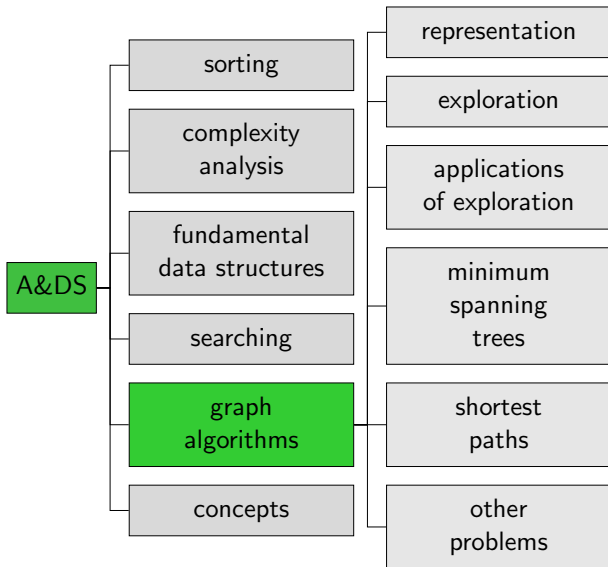 A&DS
sorting
complexity
analysis
fundamental
data structures
searching
graph
algorithms
concepts
representation
exploration
applications
of exploration
minimum
spanning
trees
shortest
paths
other
problems